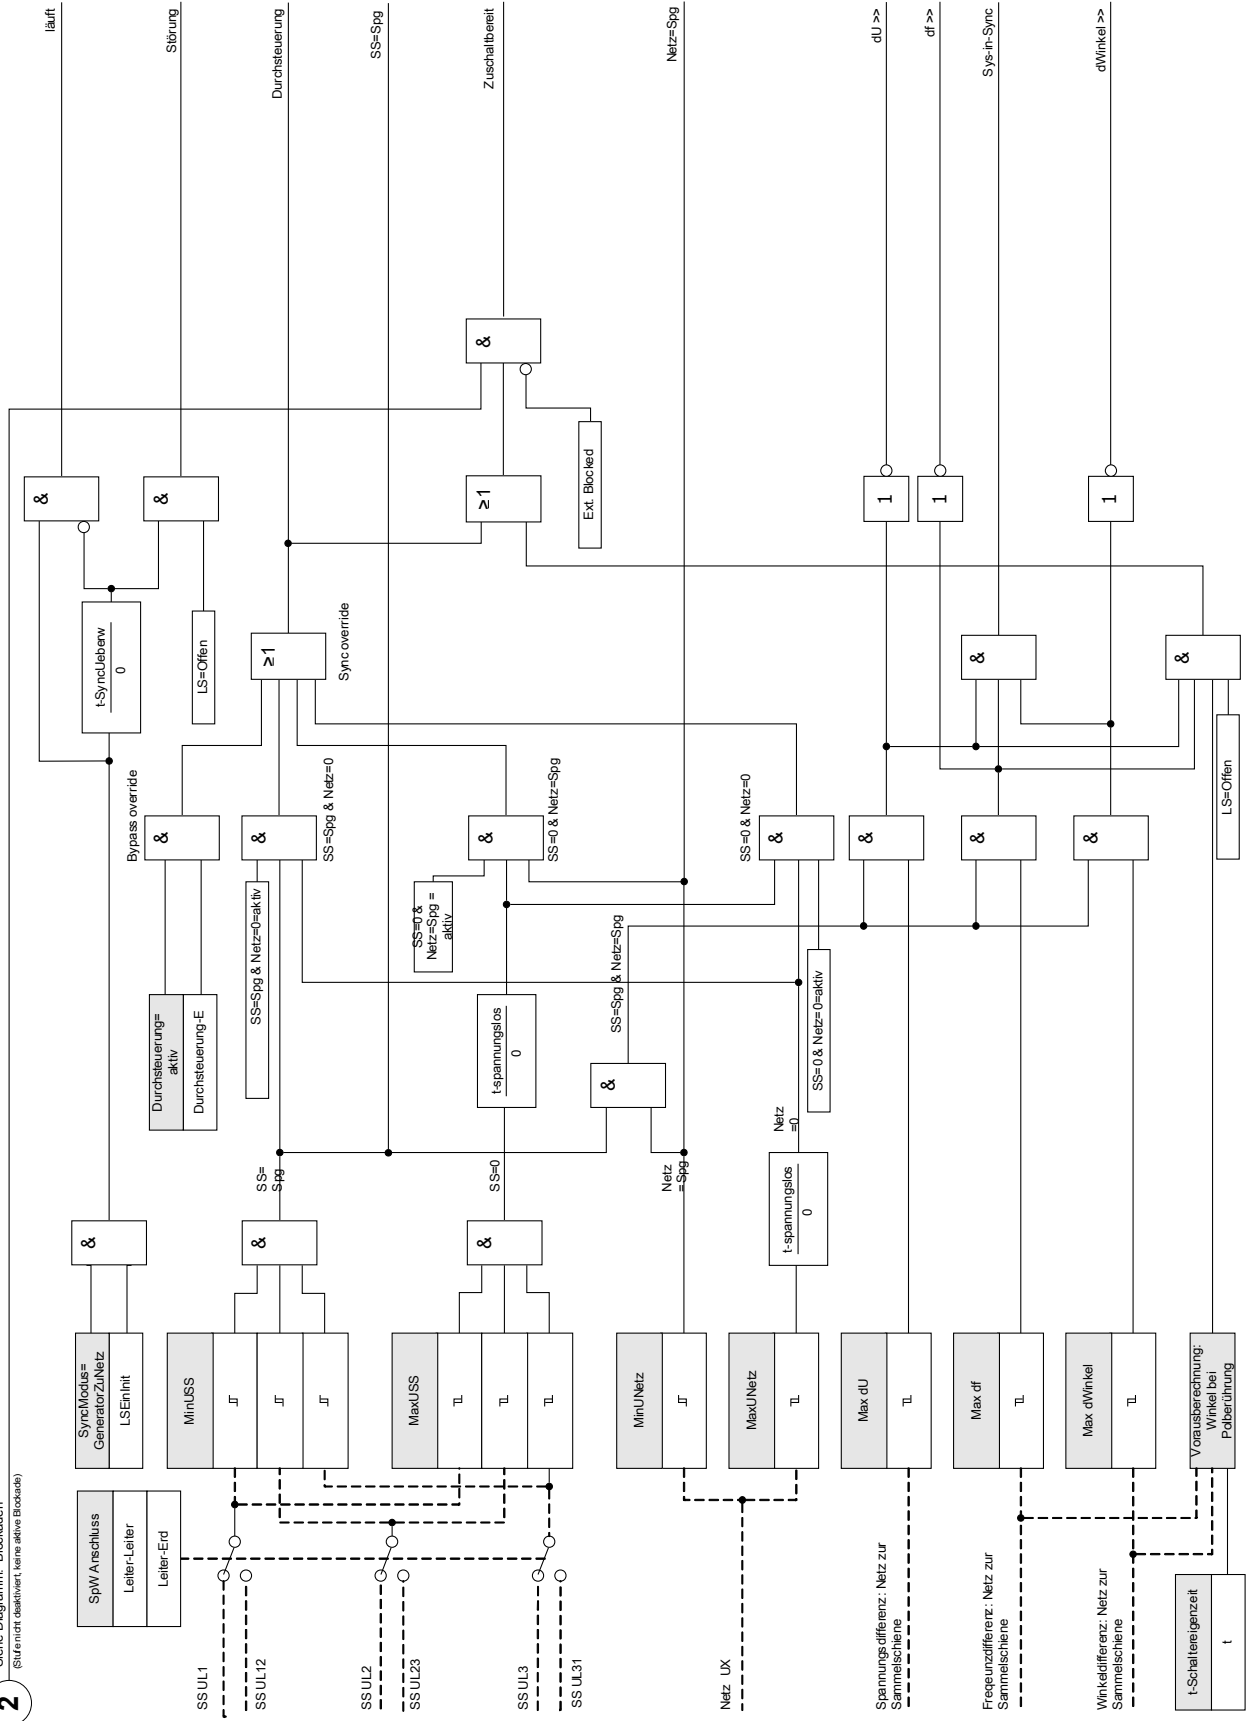 2
Siehe Diagramm: Blockaden
(Stufe nicht deaktiviert, keine aktive Blockade)
SpW Anschluss
Leiter-Leiter
Leiter-Erd
SyncModus=
GeneratorZuNetz
LSEinInit
&
t-SyncUeberw
0
&
läuft
LS=Offen
&
Störung
Durchsteuerung=
aktiv
Durchsteuerung-E
Bypass override
&
SS UL1
SS UL12
SS UL2
SS UL23
SS UL3
SS UL31
MinUSS
&
SS=
Spg
SS=Spg & Netz=0=aktiv
&
SS=Spg & Netz=0
≥1
Sync override
Durchsteuerung
SS=Spg
MaxUSS
&
SS=0
t-spannungslos
0
SS=0 &
Netz=Spg =
aktiv
&
SS=0 & Netz=Spg
≥1
&
Zuschaltbereit
Ext. Blocked
Netz UX
MinUNetz
Netz
=Spg
&
SS=Spg & Netz=Spg
Netz=Spg
MaxUNetz
t-spannungslos
0
Netz
=0
SS=0 & Netz=0=aktiv
&
SS=0 & Netz=0
Spannungsdifferenz: Netz zur
Sammelschiene
Max dU
&
1
dU >>
Freqeunzdifferenz: Netz zur
Sammelschiene
Max df
&
1
df >>
&
Sys-in-Sync
Winkeldifferenz: Netz zur
Sammelschiene
Max dWinkel
&
1
dWinkel >>
t-Schaltereigenzeit
t
Vorausberechnung:
Winkel bei
Polberührung
LS=Offen
&